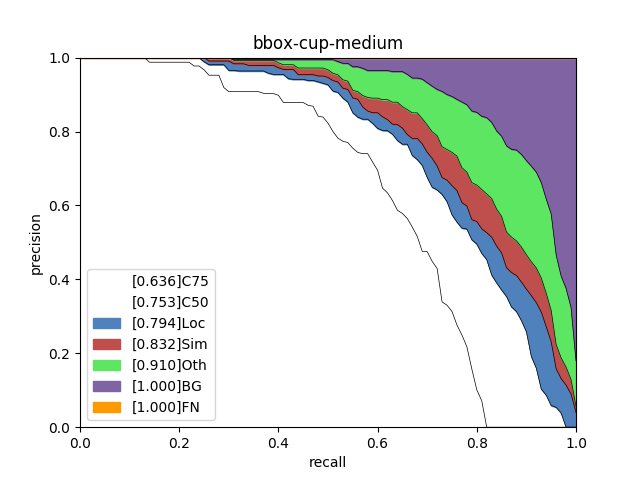 bbox-cup-medium
1.0
0.8
0.6
0.4
0.2
0.0
precision
[0.636]C75
[0.753]C50
[0.794]Loc
[0.832]Sim
[0.910]Oth
[1.000]BG
[1.000]FN
0.0 0.2 0.4 0.6 0.8 1.0
recall